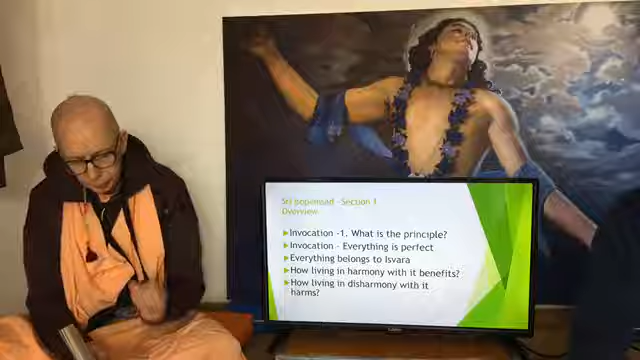 Sri Isopanisad - Section 1
Overview
Invocation -1. What is the principle?
Invocation - Everything is perfect
Everything belongs to Isvara
How living in harmony with it benefits?
How living in disharmony with it
harms?